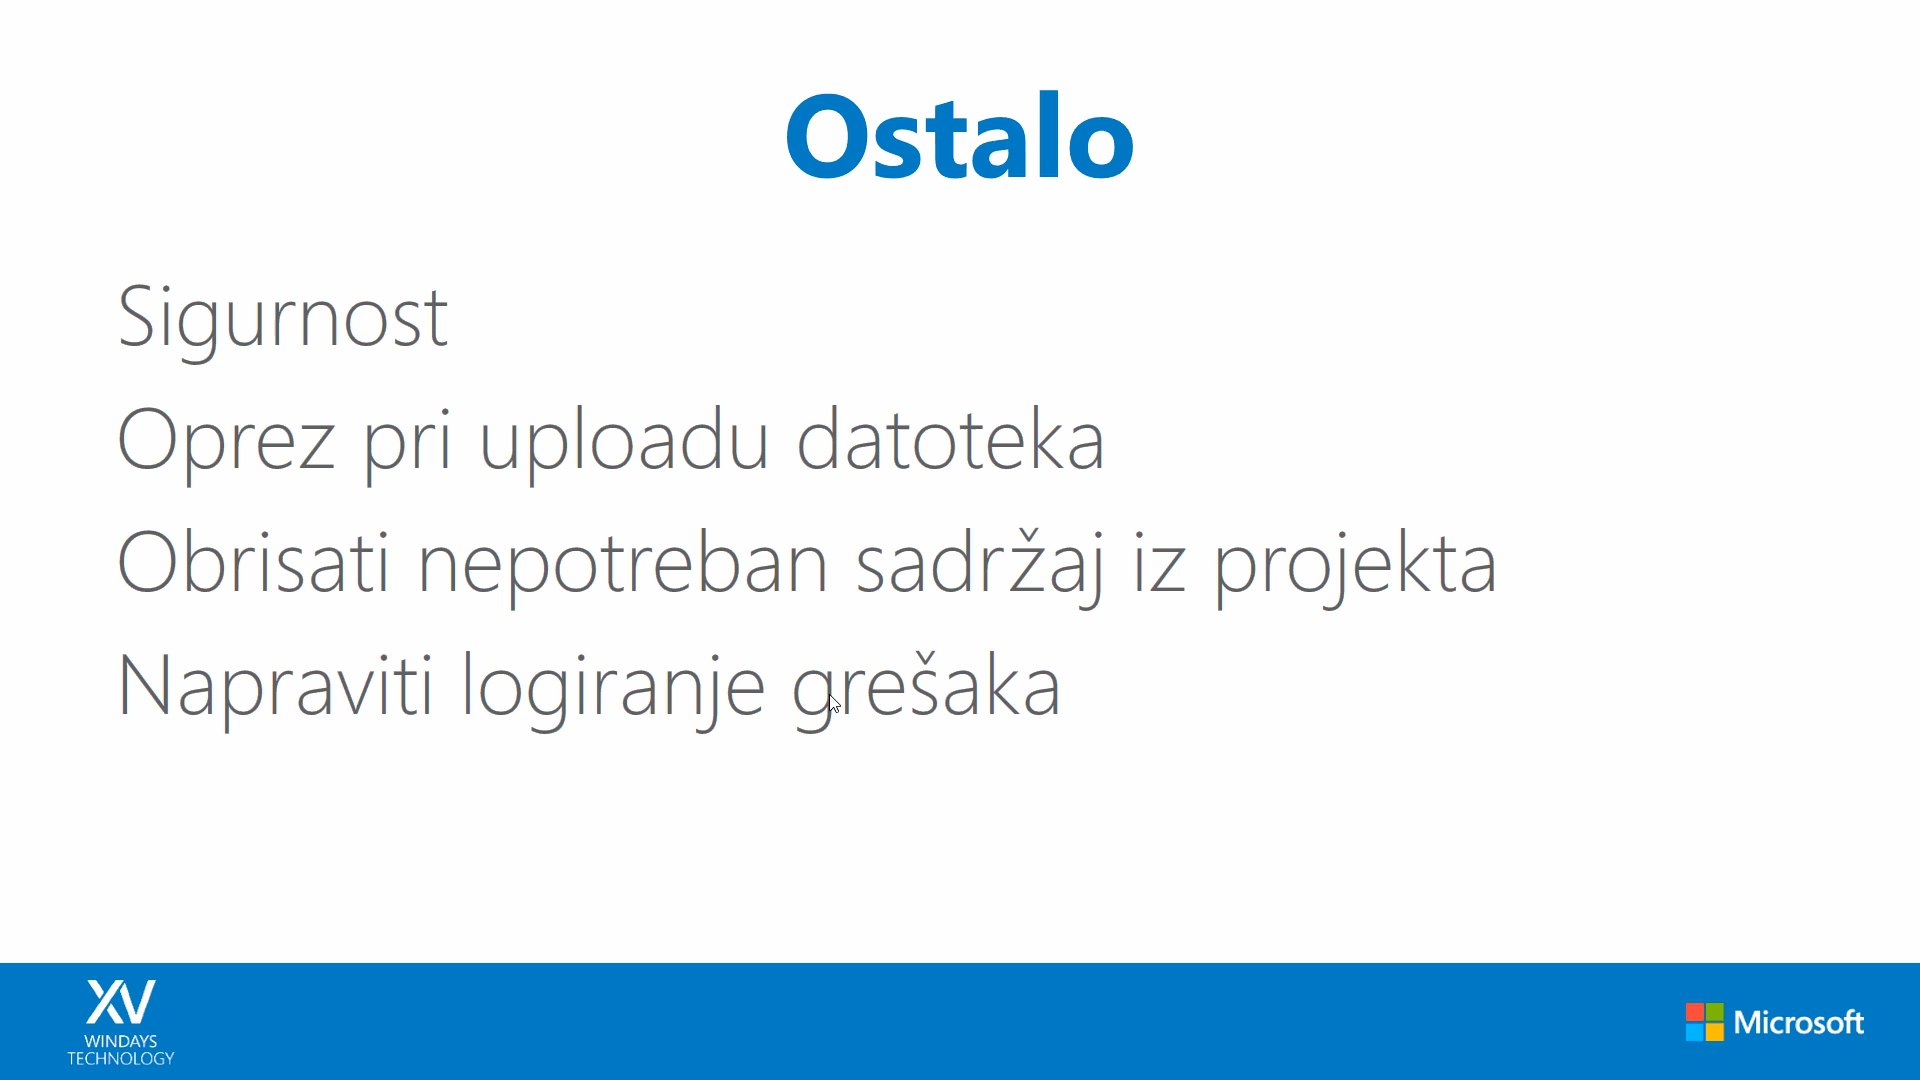 Ostalo
Sigurnost
Oprez pri uploadu datoteka
Obrisati nepotreban sadržaj iz projekta
Napraviti logiranje grešaka
XV
WINDAYS
TECHNOLOGY
Microsoft